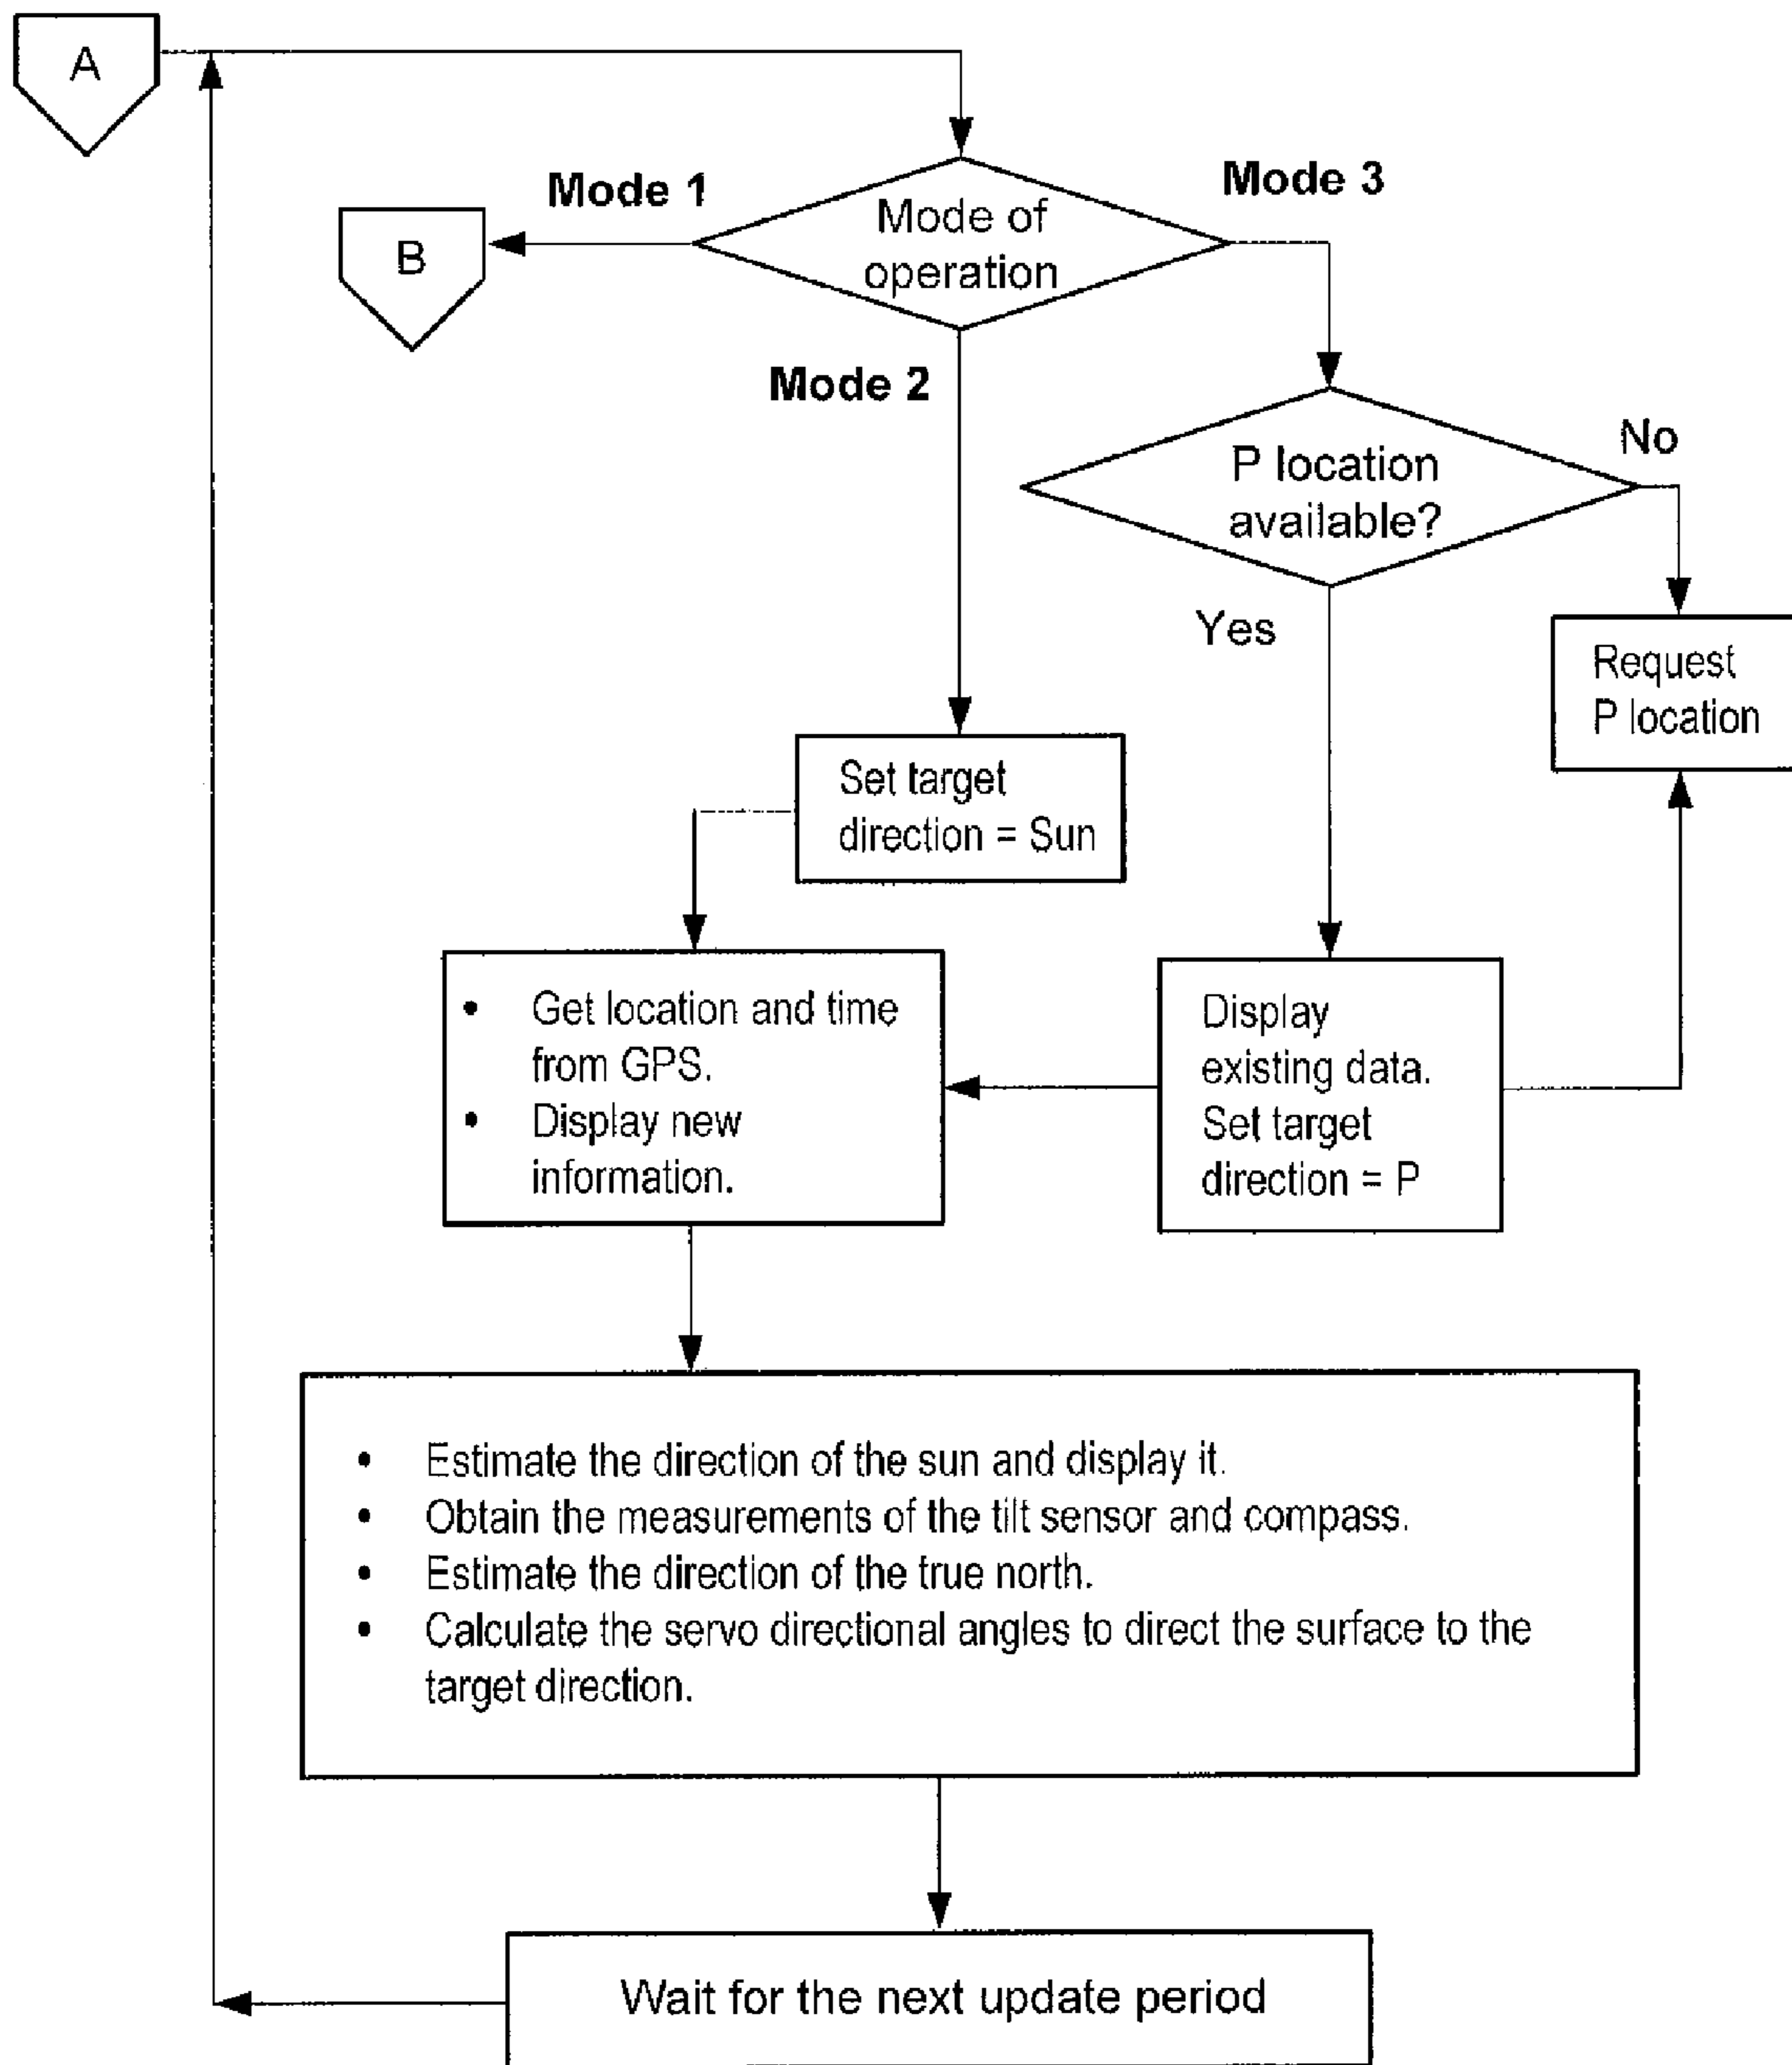 A
Mode 1
Mode 3
Mode of
operation
B
Mode 2
No
P location
available?
Yes
Request
P location
Set target
direction = Sun
• Get location and time
from GPS.
• Display new
information.
Display
existing data.
Set target
direction = P
• Estimate the direction of the sun and display it.
• Obtain the measurements of the tilt sensor and compass.
• Estimate the direction of the true north.
• Calculate the servo directional angles to direct the surface to the
target direction.
Wait for the next update period